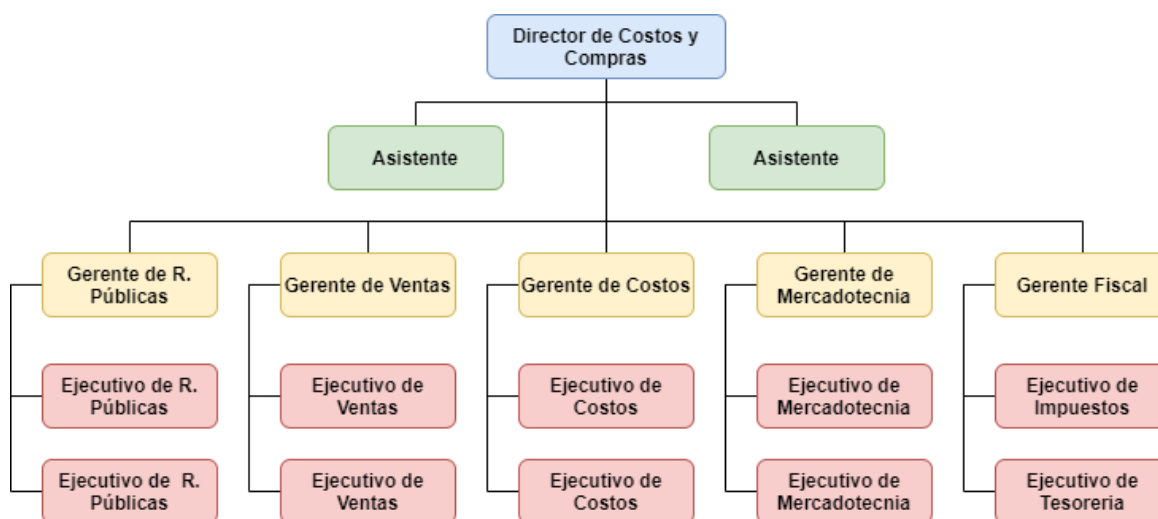 Director de Costos y
Compras
Asistente
Asistente
Gerente de R.
Públicas
Gerente de Ventas
Gerente de Costos
Gerente de
Mercadotecnia
Gerente Fiscal
Ejecutivo de R.
Públicas
Ejecutivo de
Ventas
Ejecutivo de
Costos
Ejecutivo de
Mercadotecnia
Ejecutivo de
Impuestos
Ejecutivo de R.
Públicas
Ejecutivo de
Ventas
Ejecutivo de
Costos
Ejecutivo de
Mercadotecnia
Ejecutivo de
Tesoreria